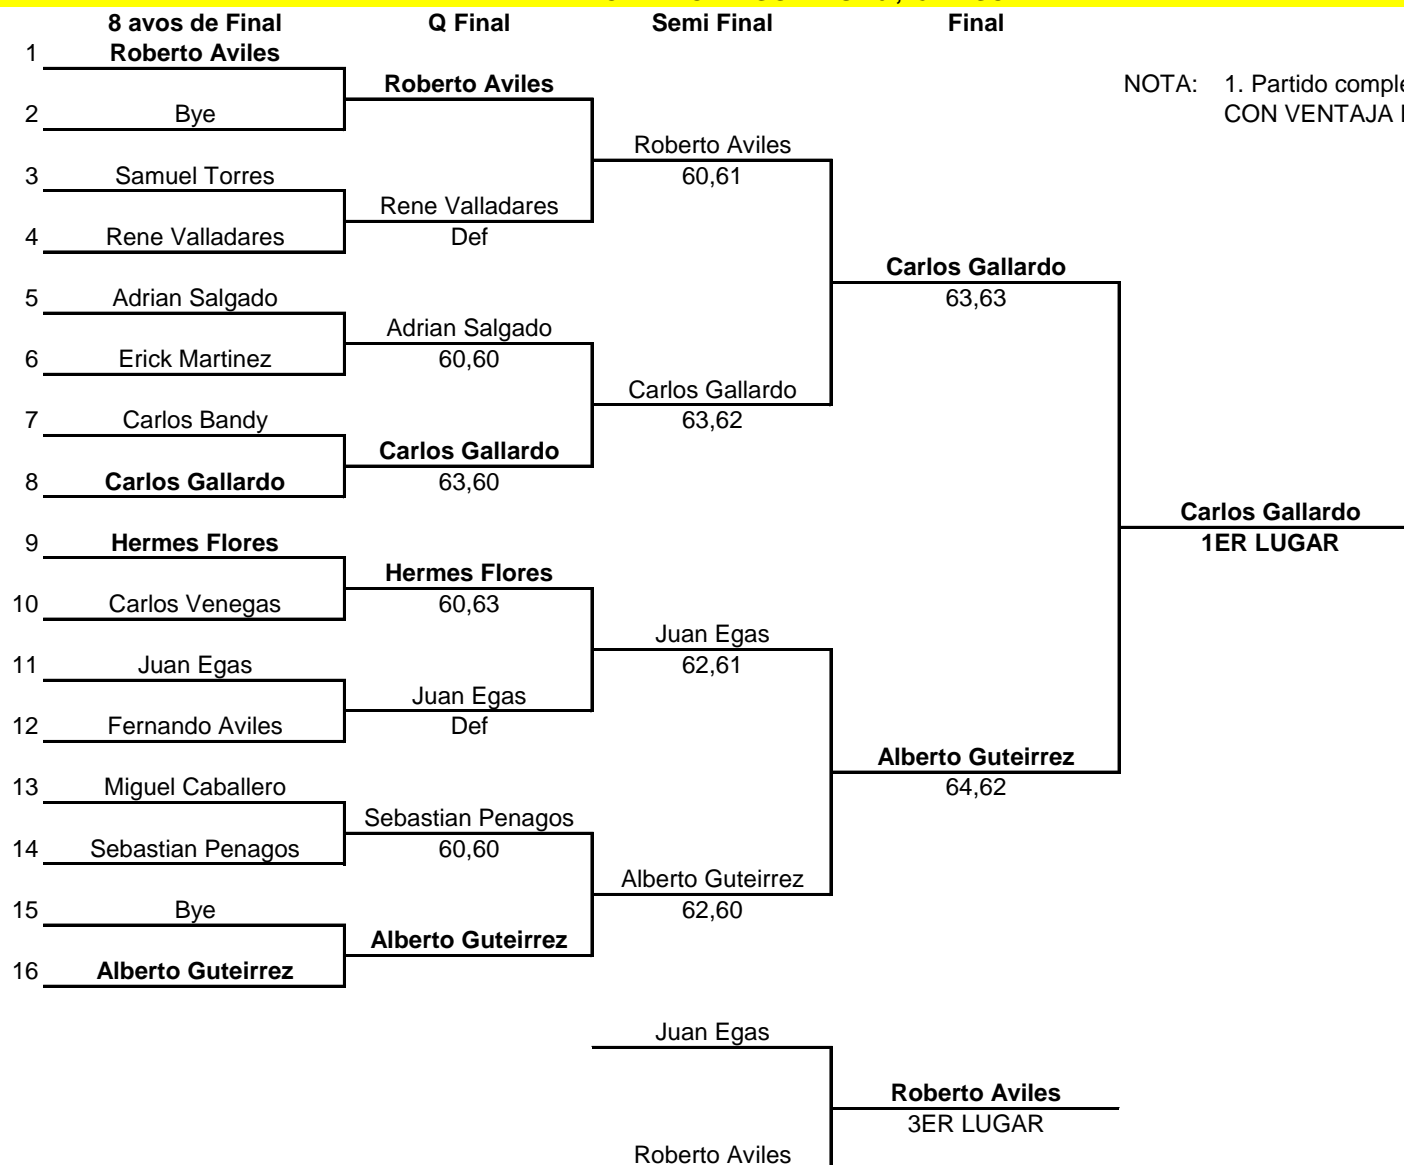 8 avos de Final Q Final Semi Final Final
1 Roberto Aviles
Roberto Aviles
NOTA: 1. Partido comple
2 Bye
CON VENTAJA
Roberto Aviles
3 Samuel Torres
60,61
Rene Valladares
4 Rene Valladares
Def
Carlos Gallardo
5 Adrian Salgado
63,63
Adrian Salgado
6 Erick Martinez
60,60
Carlos Gallardo
7 Carlos Bandy
63,62
Carlos Gallardo
8 Carlos Gallardo
63,60
Carlos Gallardo
9 Hermes Flores
1ER LUGAR
Hermes Flores
10 Carlos Venegas
60,63
Juan Egas
11 Juan Egas
62,61
Juan Egas
12 Fernando Aviles
Def
Alberto Guteirrez
13 Miguel Caballero
64,62
Sebastian Penagos
14 Sebastian Penagos
60,60
Alberto Guteirrez
15 Bye
62,60
Alberto Guteirrez
16 Alberto Guteirrez
Juan Egas
Roberto Aviles
3ER LUGAR
Roberto Aviles